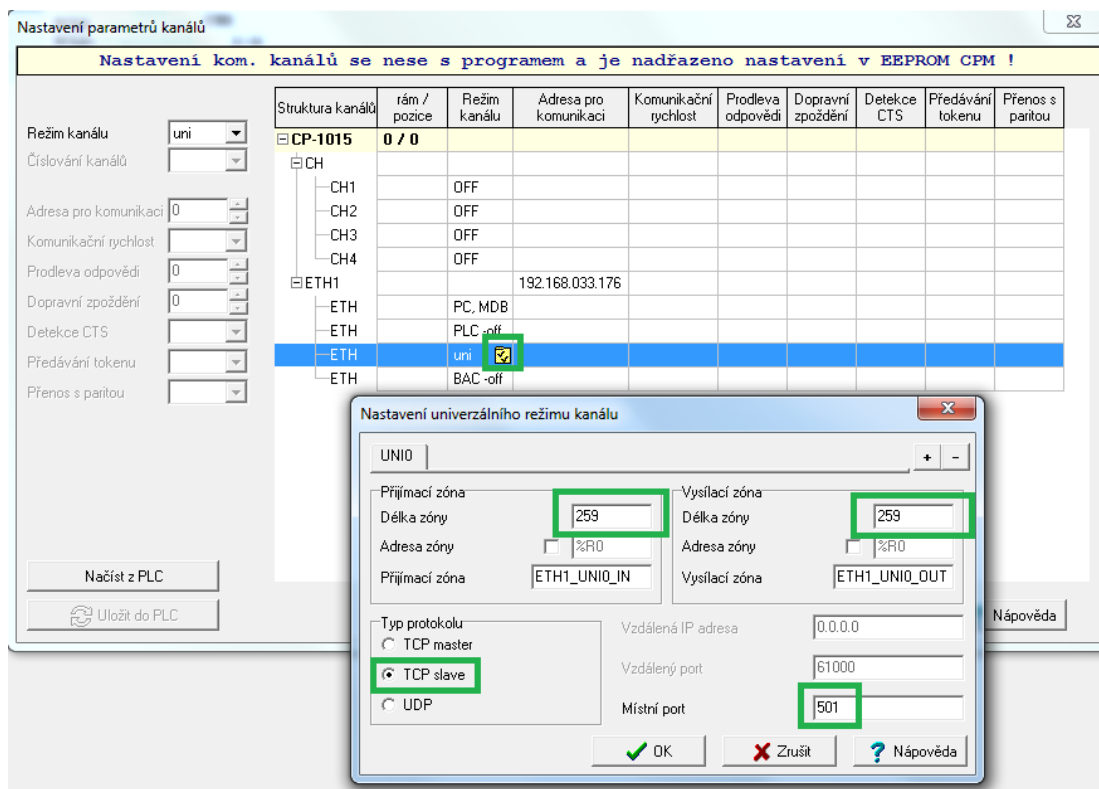 Nastavení parametrů kanálů
Nastavení kom. kanálů se nese s programem a je nadřazeno nastavení v EEPROM CPM !
Režim kanálu uni
Číslování kanálů
Adresa pro komunikaci 0
Komunikační rychlost
Prodleva odpovědi 0
Dopravní zpoždění 0
Detekce CTS
Předávání tokenu
Přenos s paritou
Struktura kanálů rám / pozice Režim kanálu Adresa pro komunikaci Komunikační rychlost Prodleva odpovědi Dopravní zpoždění Detekce CTS Předávání tokenu Přenos s paritou
CP-1015 0 / 0
CH
CH1 OFF
CH2 OFF
CH3 OFF
CH4 OFF
ETH1 192.168.033.176
ETH PC, MDB
ETH PLC -off
ETH uni
ETH BAC -off
Načíst z PLC
Uložit do PLC
Nápověda
Nastavení univerzálního režimu kanálu
UNI0
+ -
Přijímací zóna
Délka zóny 259
Adresa zóny %R0
Přijímací zóna ETH1_UNI0_IN
Vysílací zóna
Délka zóny 259
Adresa zóny %R0
Vysílací zóna ETH1_UNI0_OUT
Typ protokolu
TCP master
TCP slave
UDP
Vzdálená IP adresa 0.0.0.0
Vzdálený port 61000
Místní port 501
OK Zrušit Nápověda